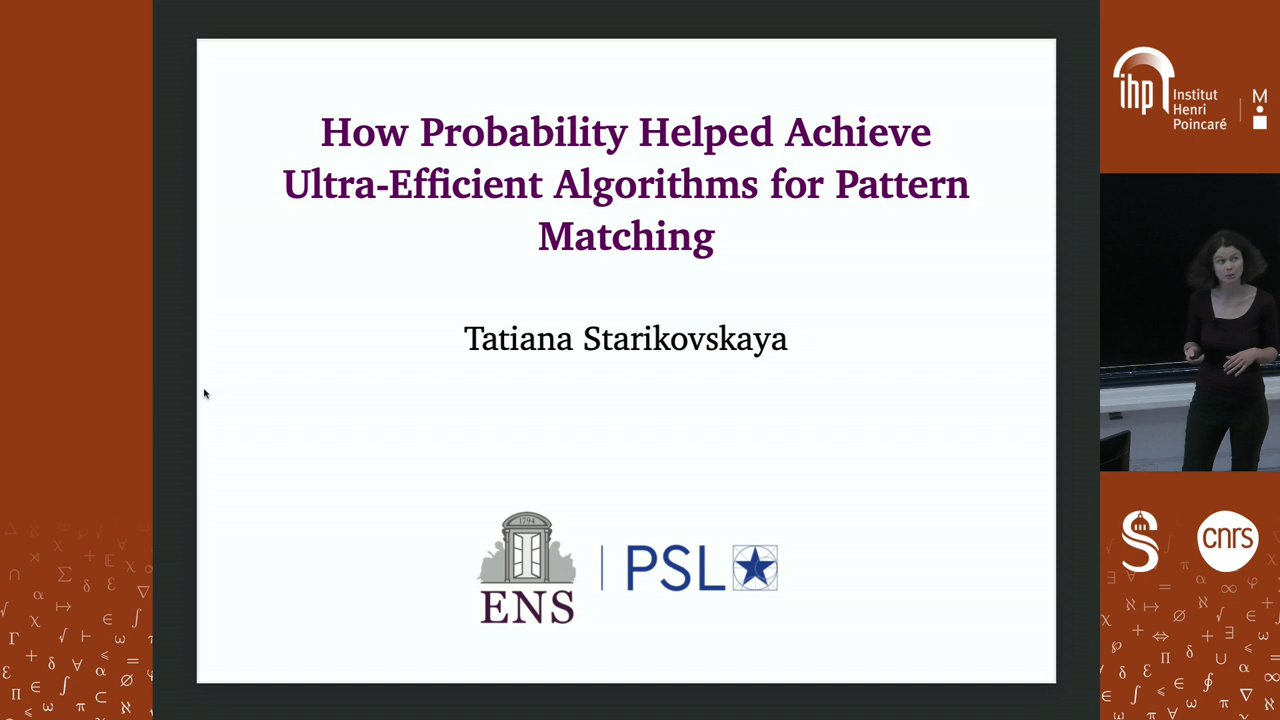 How Probability Helped Achieve
Ultra-Efficient Algorithms for Pattern
Matching
Tatiana Starikovskaya
1794
ENS
PSL
ihp
Institut
Henri
Poincaré
M
S
cnrs